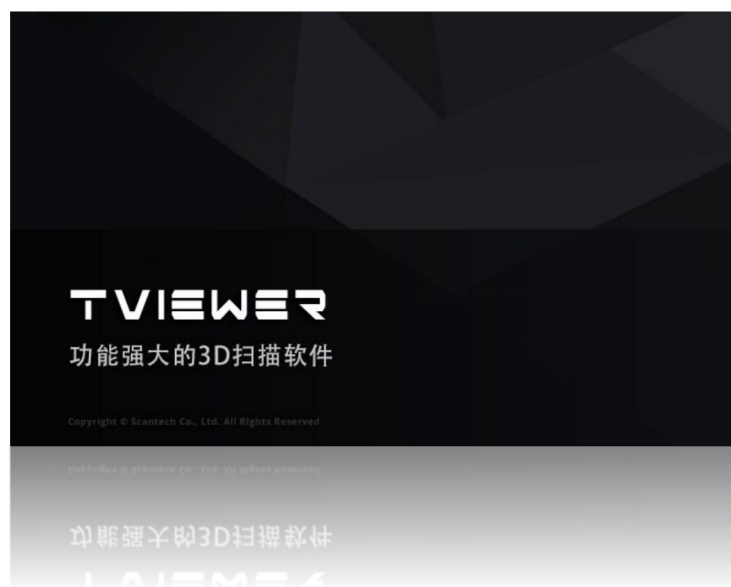 TVIEWER
功能强大的3D扫描软件
Copyright © Scantech Co., Ltd. All Rights Reserved